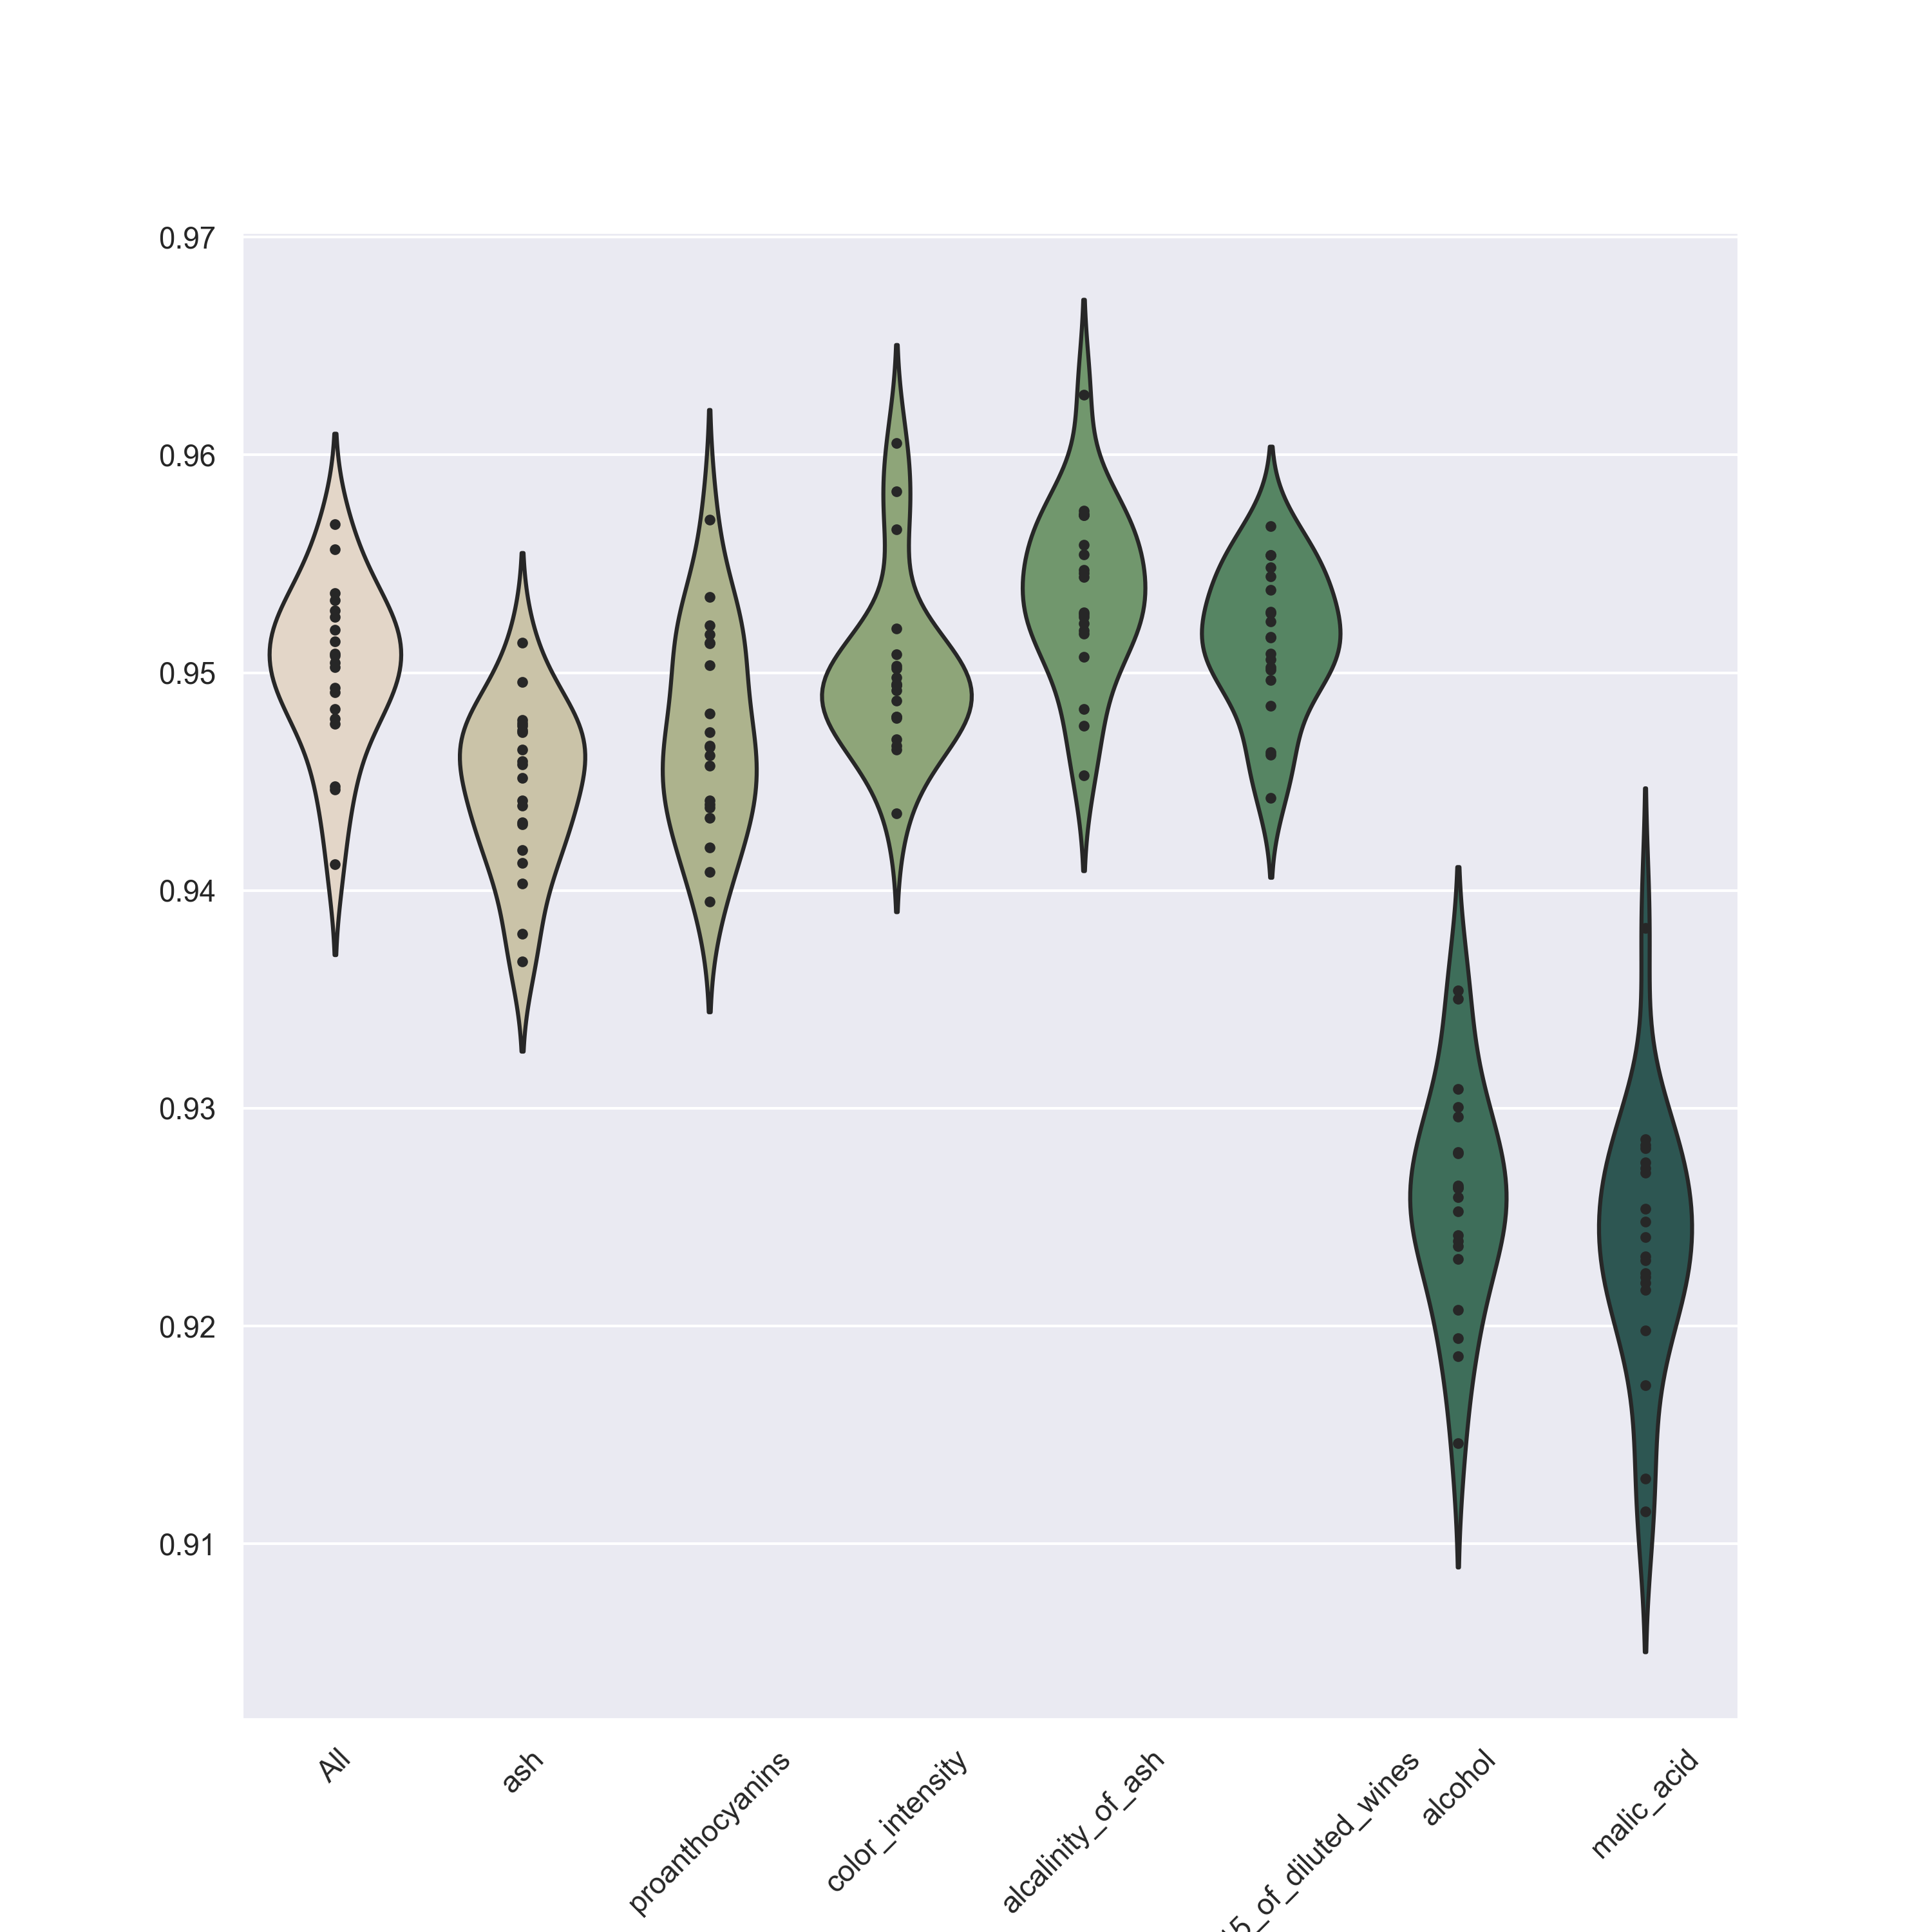 0.97
0.96
0.95
0.94
0.93
0.92
0.91
All
ash
proanthocyanins
color_intensity
alcalinity_of_ash
5_of_diluted_wines
alcohol
malic_acid